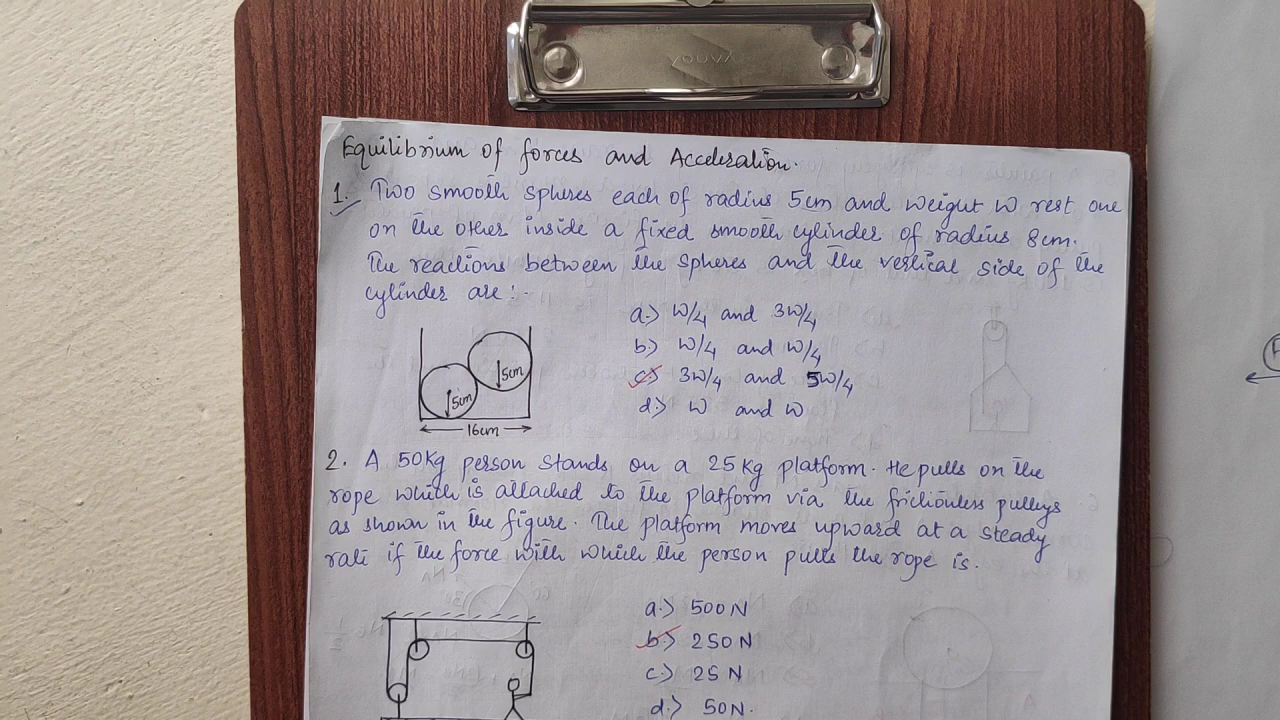 YOUVA
Equilibrium of forces and Acceleration.
1. Two smooth spheres each of radius 5cm and weight W rest one
on the other inside a fixed smooth cylinder of radius 8cm.
The reactions between the spheres and the vertical side of the
cylinder are:-
a.) W/4 and 3W/4
b.) W/4 and W/4
c.) 3W/4 and 5W/4
d.) W and W
5cm
5cm
16cm
2. A 50kg person stands on a 25kg platform. He pulls on the
rope which is attached to the platform via the frictionless pulleys
as shown in the figure. The platform moves upward at a steady
rate if the force with which the person pulls the rope is.
a.) 500N
b.) 250N
c.) 25N
d.) 50N.